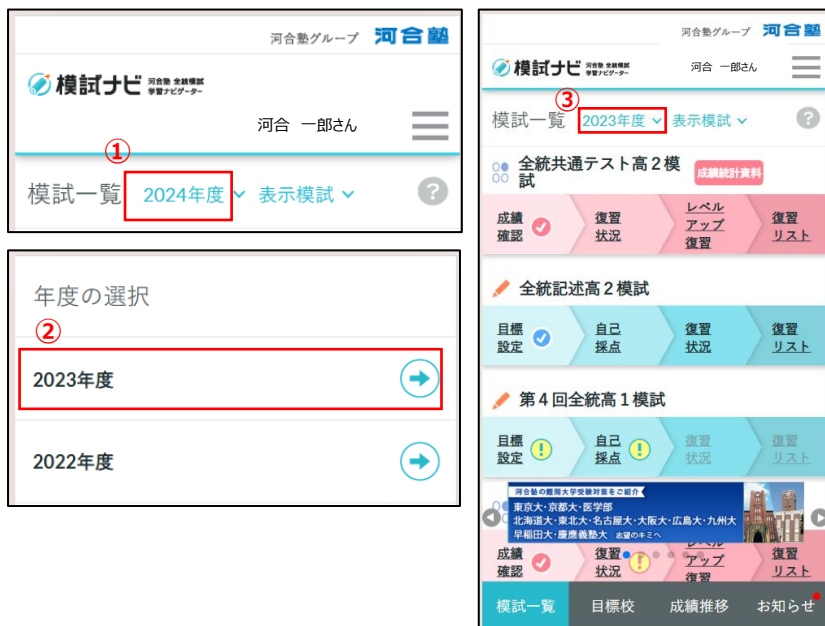 河合塾グループ 河合塾
模試ナビ 河合塾 全統模試
学習ナビゲーター
河合 一郎さん
①
模試一覧 2024年度 表示模試 ?
年度の選択
②
2023年度
2022年度
河合塾グループ 河合塾
模試ナビ 河合塾 全統模試
学習ナビゲーター
河合 一郎さん
③
模試一覧 2023年度 表示模試 ?
全統共通テスト高2模
試
成績統計資料
成績
確認
復習
状況
レベル
アップ
復習
復習
リスト
全統記述高2模試
目標
設定
自己
採点
復習
状況
復習
リスト
第4回全統高1模試
目標
設定
!
自己
採点
!
復習
状況
復習
リスト
河合塾の難関大学受験対策をご紹介
東京大・京都大・医学部
北海道大・東北大・名古屋大・大阪大・広島大・九州大
早稲田大・慶應義塾大 志望のキミへ
成績
確認
復習
状況
!
レベル
アップ
復習
復習
リスト
模試一覧 目標校 成績推移 お知らせ